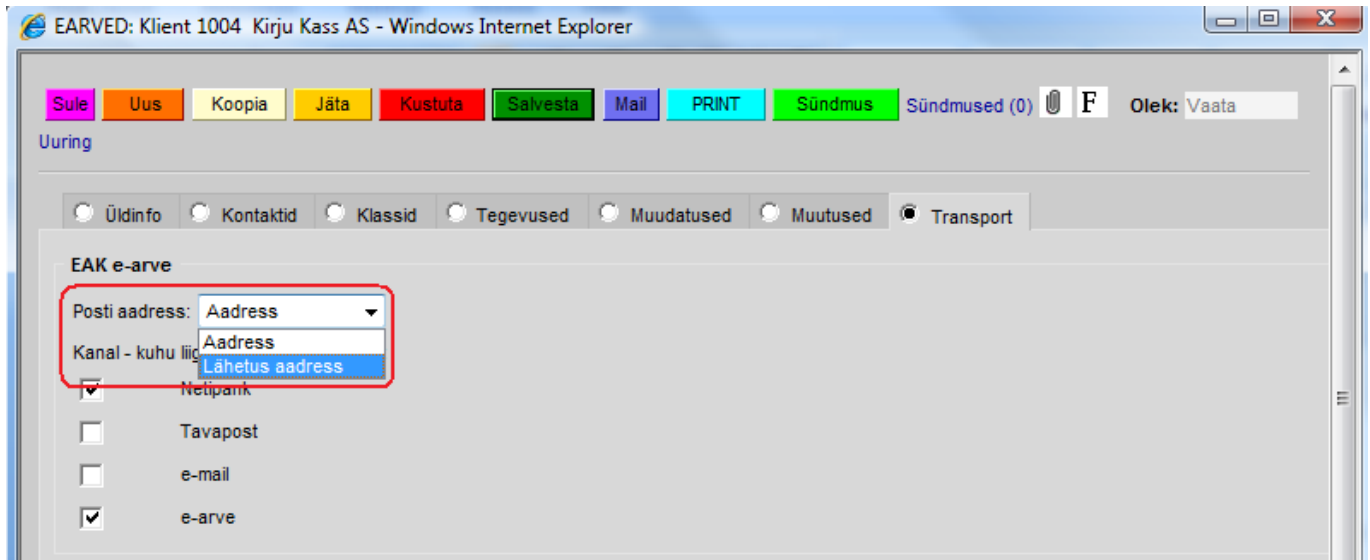 EARVED: Klient 1004 Kirju Kass AS - Windows Internet Explorer
Sule Uus Koopia Jäta Kustuta Salvesta Mail PRINT Sündmus Sündmused (0) F Olek: Vaata
Uuring
Üldinfo Kontaktid Klassid Tegevused Muudatused Muutused Transport
EAK e-arve
Posti aadress: Aadress
Aadress
Kanal - kuhu
Lähetus aadress
Netipank
Tavapost
e-mail
e-arve